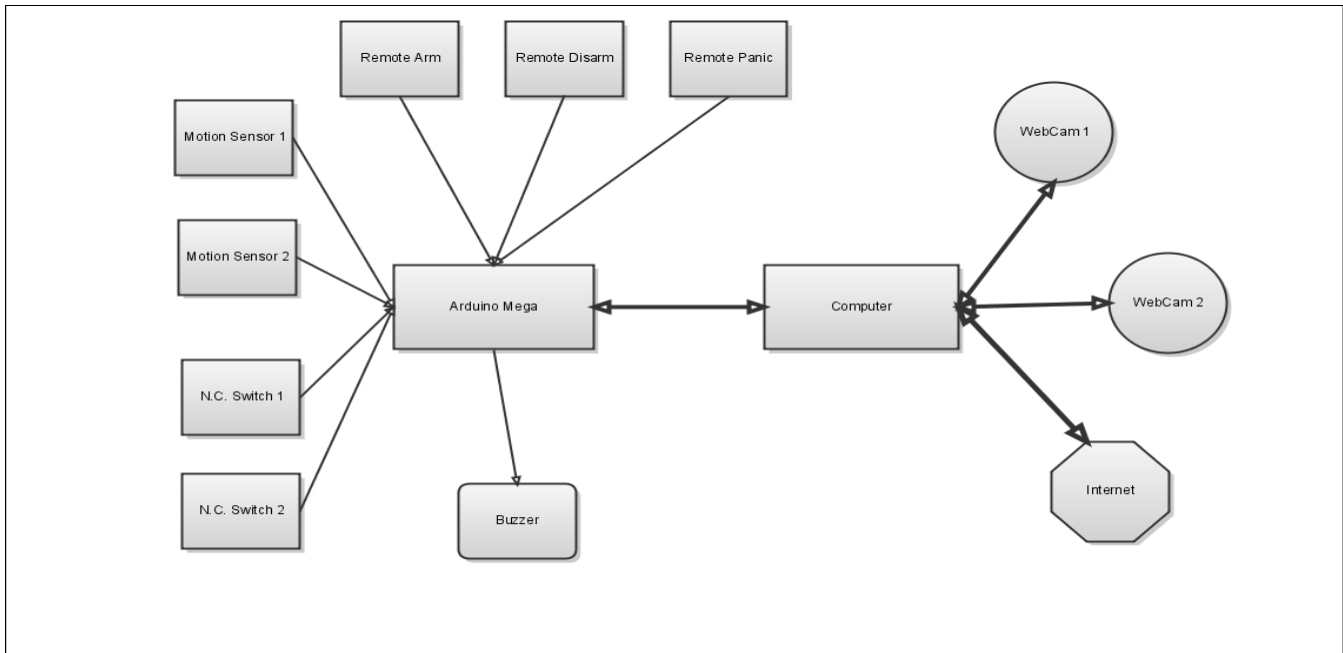 Remote Arm
Remote Disarm
Remote Panic
Motion Sensor 1
WebCam 1
Motion Sensor 2
Arduino Mega
Computer
WebCam 2
N.C. Switch 1
N.C. Switch 2
Buzzer
Internet